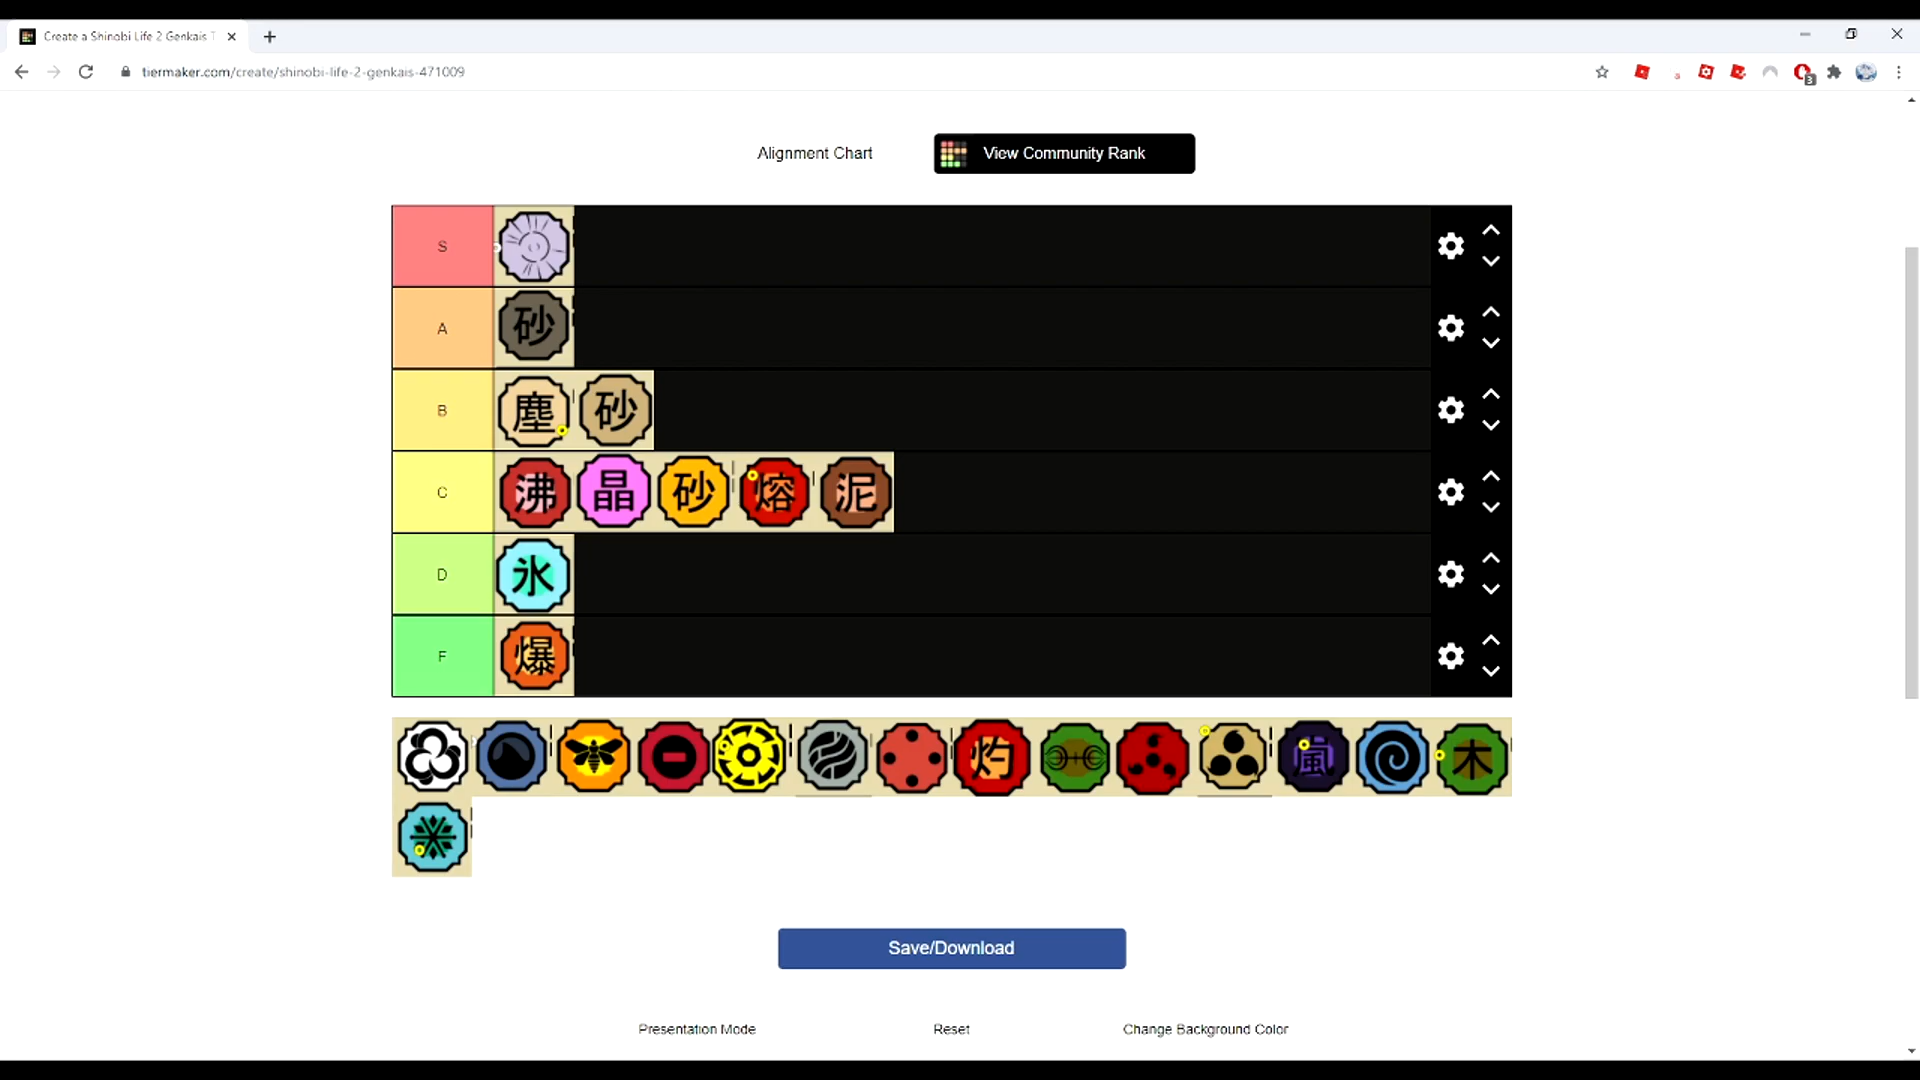 Create a Shinobi Life 2 Genkais T
tiermaker.com/create/shinobi-life-2-genkais-471009
3
Alignment Chart
View Community Rank
S
A
砂
B
塵 砂
C
沸 晶 砂 熔 泥
D
氷
F
爆
灼 嵐 木
Save/Download
Presentation Mode
Reset
Change Background Color